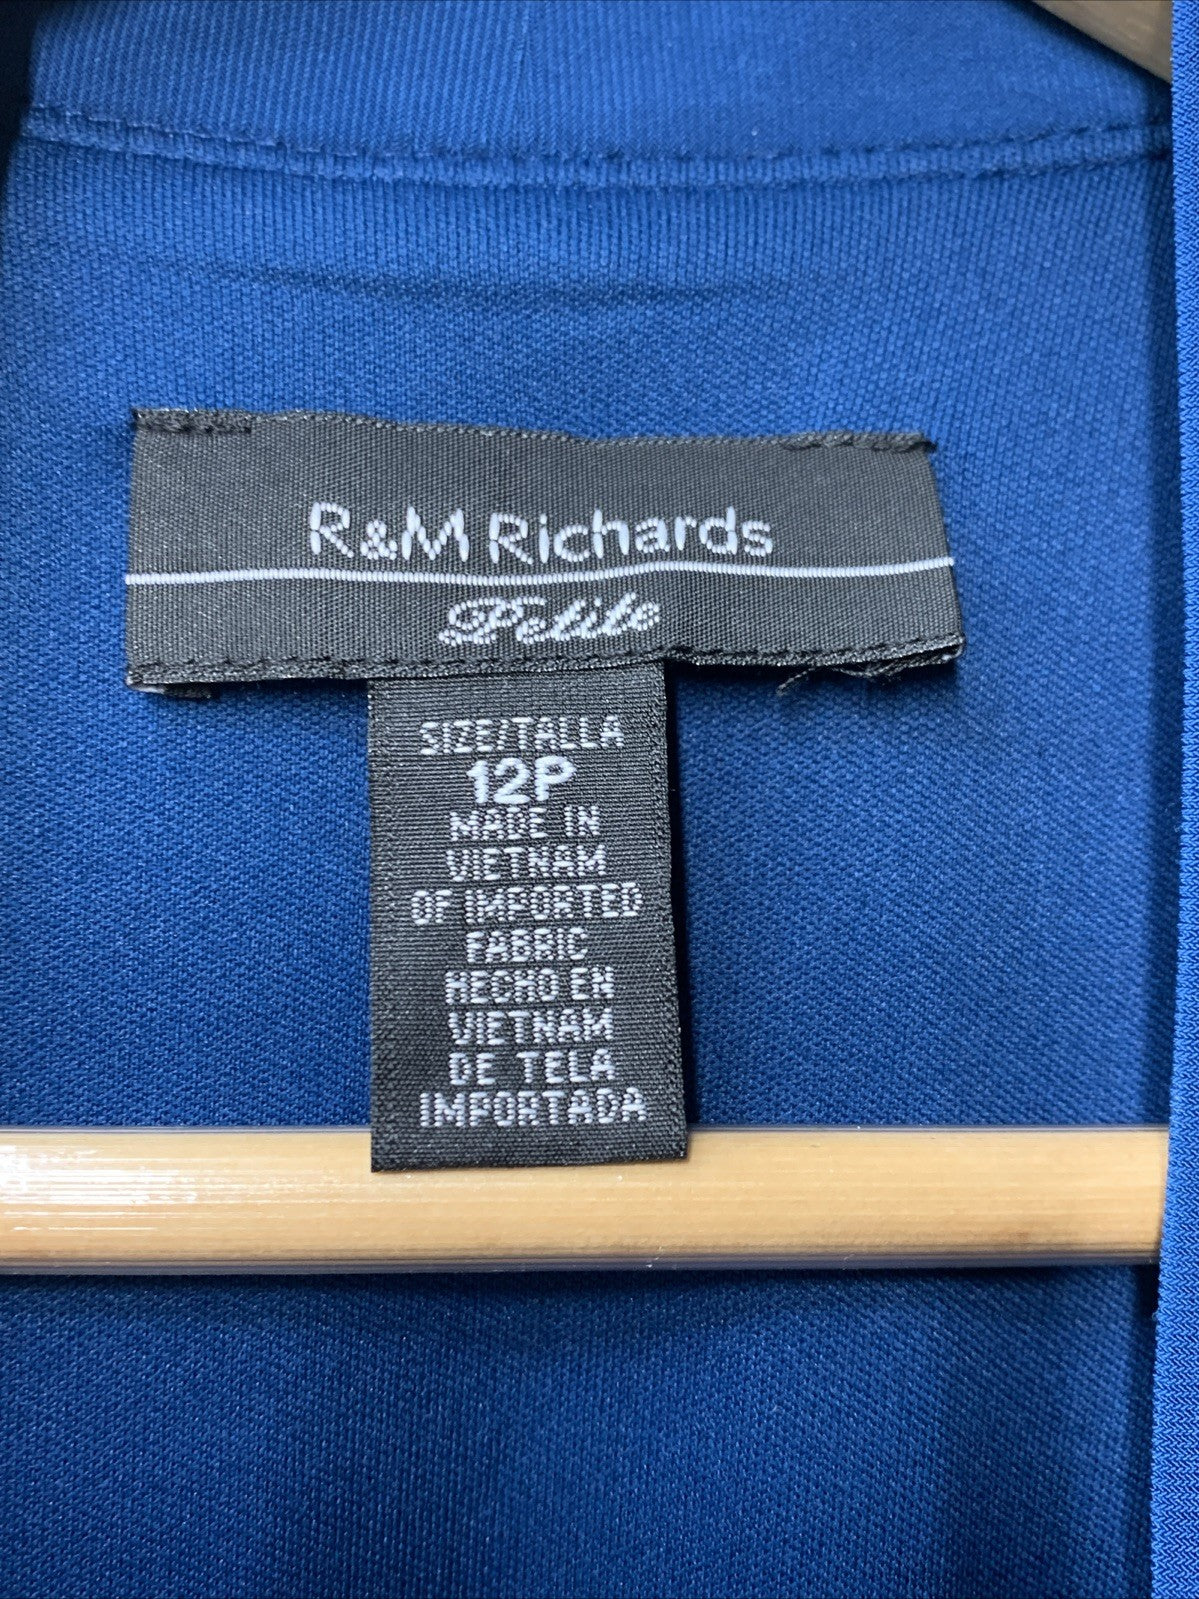 R&M Richards
Petite
SIZE/TALLA
12P
MADE IN
VIETNAM
OF IMPORTED
FABRIC
HECHO EN
VIETNAM
DE TELA
IMPORTADA